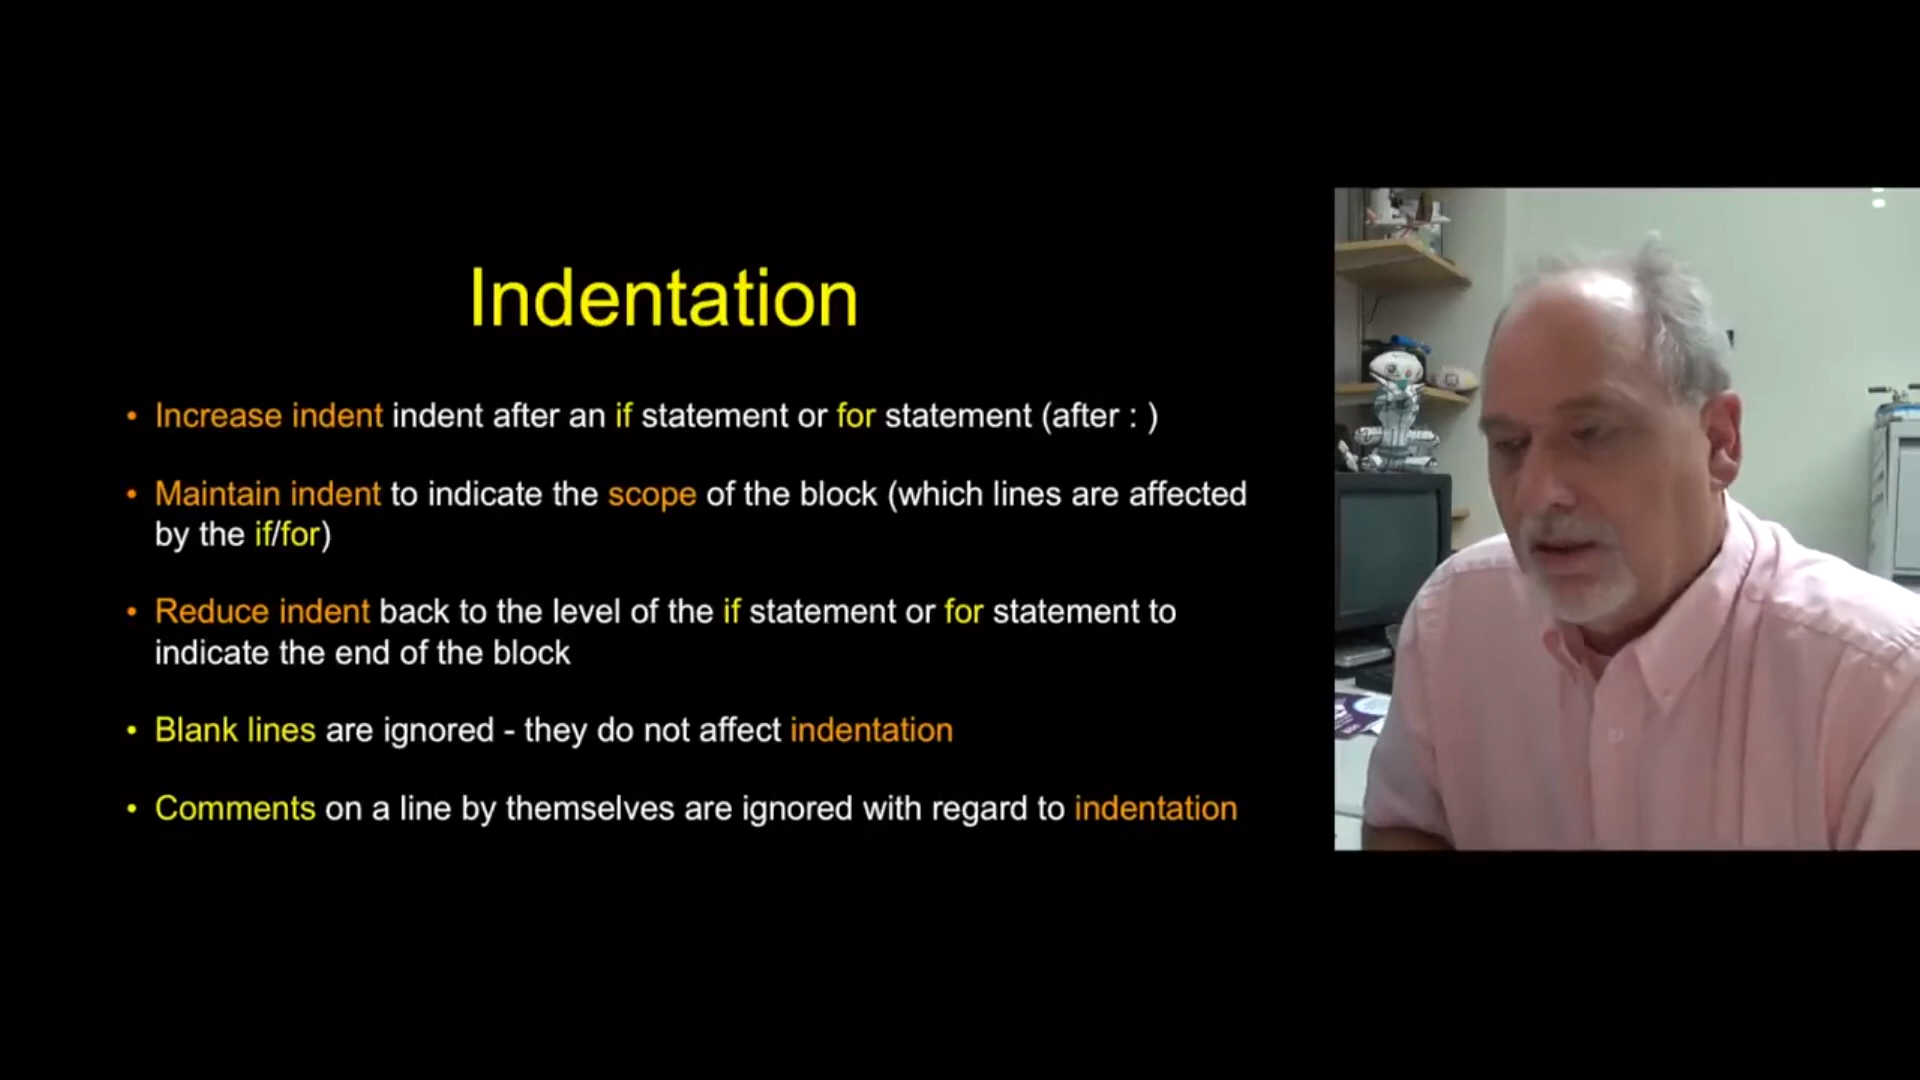 Indentation
• Increase indent indent after an if statement or for statement (after : )
• Maintain indent to indicate the scope of the block (which lines are affected
by the if/for)
• Reduce indent back to the level of the if statement or for statement to
indicate the end of the block
• Blank lines are ignored - they do not affect indentation
• Comments on a line by themselves are ignored with regard to indentation